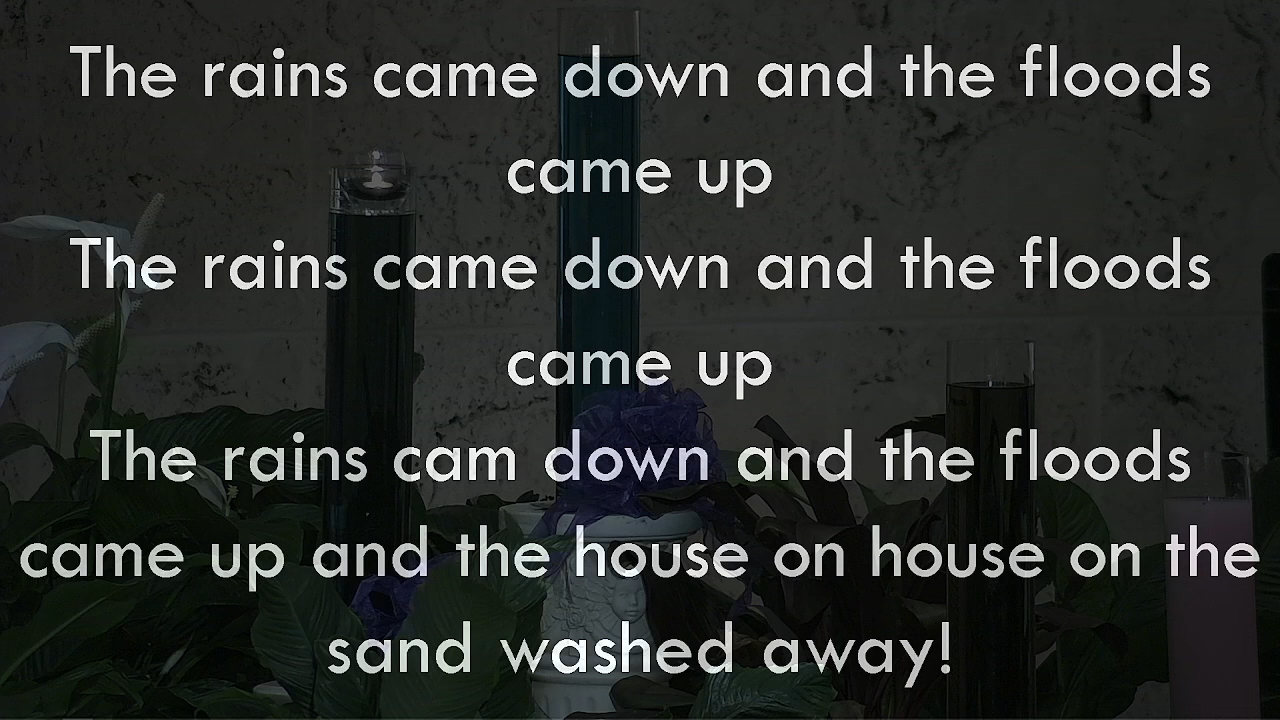 The rains came down and the floods
came up
The rains came down and the floods
came up
The rains cam down and the floods
came up and the house on house on the
sand washed away!